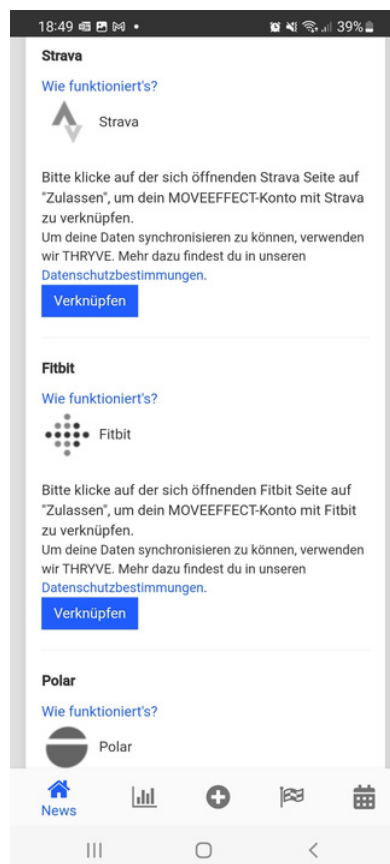 18:49 39%
Strava
Wie funktioniert's?
Strava
Bitte klicke auf der sich öffnenden Strava Seite auf
"Zulassen", um dein MOVEEFFECT-Konto mit Strava
zu verknüpfen.
Um deine Daten synchronisieren zu können, verwenden
wir THRYVE. Mehr dazu findest du in unseren
Datenschutzbestimmungen.
Verknüpfen
Fitbit
Wie funktioniert's?
Fitbit
Bitte klicke auf der sich öffnenden Fitbit Seite auf
"Zulassen", um dein MOVEEFFECT-Konto mit Fitbit
zu verknüpfen.
Um deine Daten synchronisieren zu können, verwenden
wir THRYVE. Mehr dazu findest du in unseren
Datenschutzbestimmungen.
Verknüpfen
Polar
Wie funktioniert's?
Polar
News